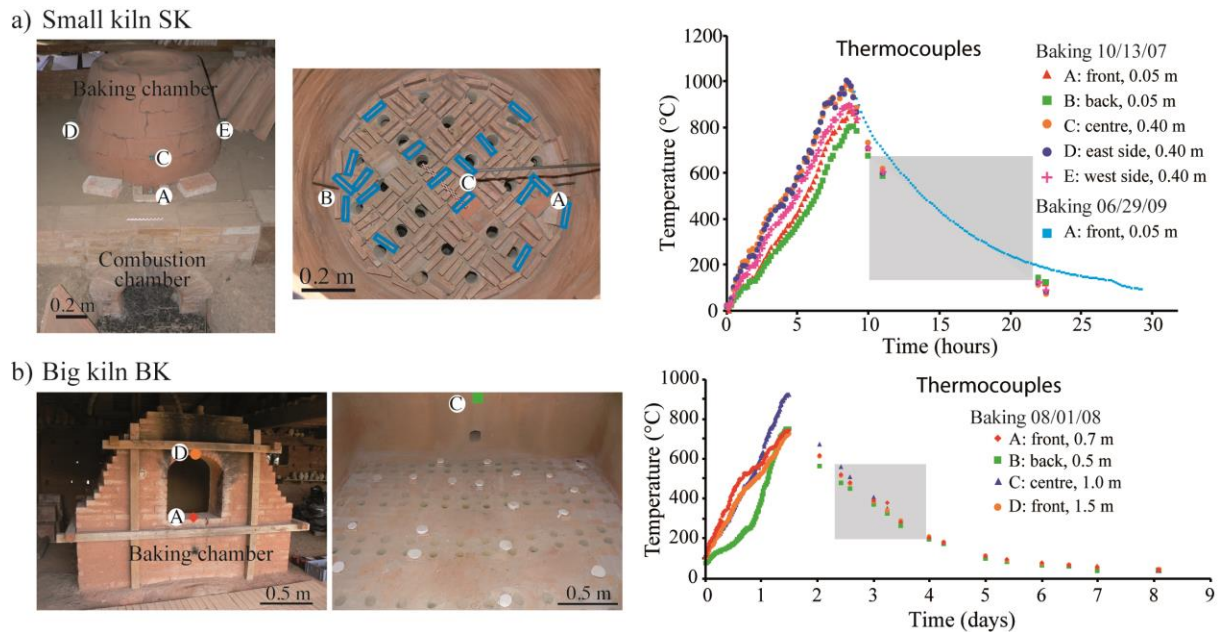 a) Small kiln SK
Baking chamber
D
E
C
A
Combustion
chamber
0.2 m
B
C
A
0.2 m
Thermocouples
Temperature (°C)
1200
1000
800
600
400
200
0
0
5
10
15
20
25
30
Time (hours)
Baking 10/13/07
A: front, 0.05 m
B: back, 0.05 m
C: centre, 0.40 m
D: east side, 0.40 m
E: west side, 0.40 m
Baking 06/29/09
A: front, 0.05 m
b) Big kiln BK
D
A
Baking chamber
0.5 m
C
0.5 m
Thermocouples
Temperature (°C)
1000
800
600
400
200
0
0
1
2
3
4
5
6
7
8
9
Time (days)
Baking 08/01/08
A: front, 0.7 m
B: back, 0.5 m
C: centre, 1.0 m
D: front, 1.5 m